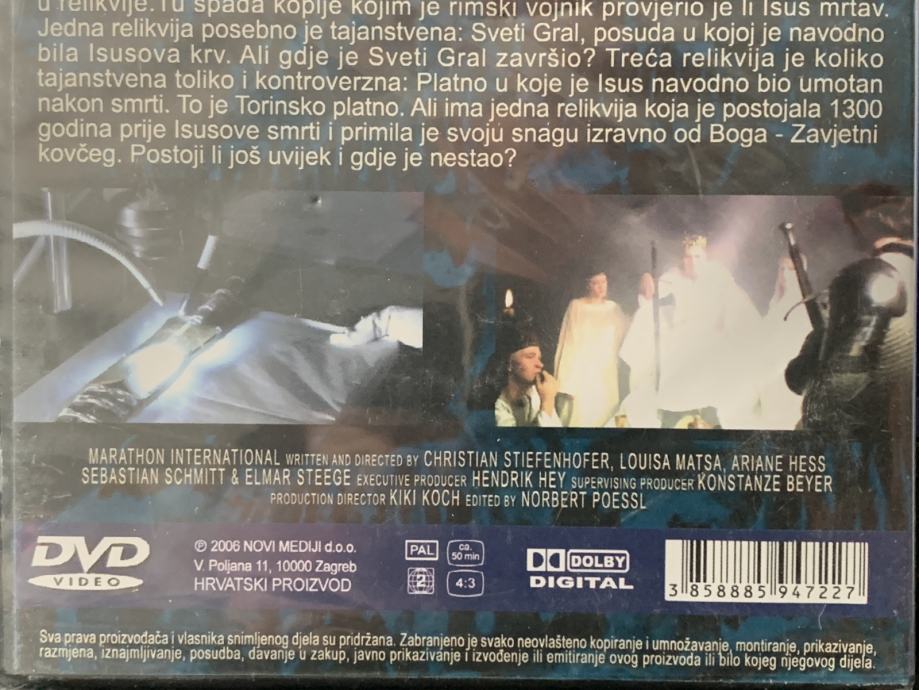 u relikvije. Tu spada koplje kojim je rimski vojnik provjerio je li Isus mrtav.
Jedna relikvija posebno je tajanstvena: Sveti Gral, posuda u kojoj je navodno
bila Isusova krv. Ali gdje je Sveti Gral završio? Treća relikvija je koliko
tajanstvena toliko i kontroverzna: Platno u koje je Isus navodno bio umotan
nakon smrti. To je Torinsko platno. Ali ima jedna relikvija koja je postojala 1300
godina prije Isusove smrti i primila je svoju snagu izravno od Boga - Zavjetni
kovčeg. Postoji li još uvijek i gdje je nestao?
MARATHON INTERNATIONAL WRITTEN AND DIRECTED BY CHRISTIAN STIEFENHOFER, LOUISA MATSA, ARIANE HESS
SEBASTIAN SCHMITT & ELMAR STEEGE EXECUTIVE PRODUCER HENDRIK HEY SUPERVISING PRODUCER KONSTANZE BEYER
PRODUCTION DIRECTOR KIKI KOCH EDITED BY NORBERT POESSL
DVD
VIDEO
℗ 2006 NOVI MEDIJI d.o.o.
V. Poljana 11, 10000 Zagreb
HRVATSKI PROIZVOD
PAL
ca. 50 min
2
4:3
DOLBY
DIGITAL
3 858885 947227
Sva prava proizvođača i vlasnika snimljenog djela su pridržana. Zabranjeno je svako neovlašteno kopiranje i umnožavanje, montiranje, prikazivanje,
razmjena, iznajmljivanje, posudba, davanje u zakup, javno prikazivanje i izvođenje ili emitiranje ovog proizvoda ili bilo kojeg njegovog dijela.